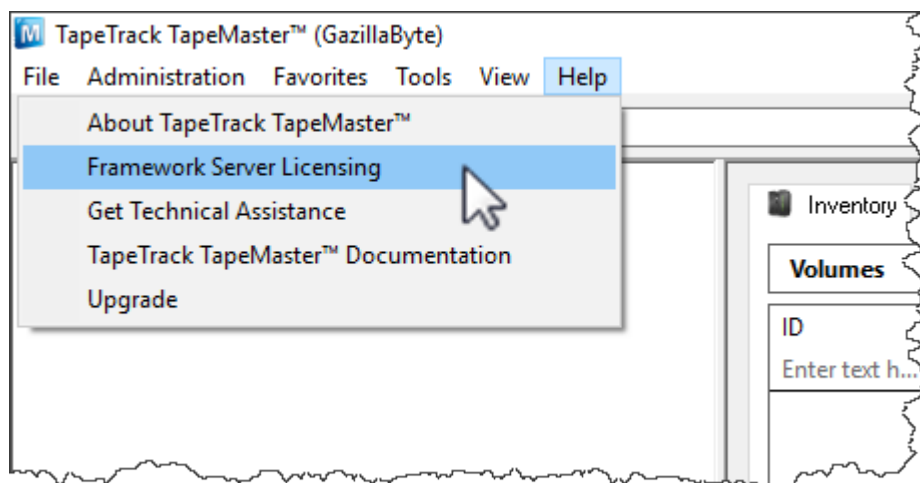 TapeTrack TapeMaster™ (GazillaByte)
File Administration Favorites Tools View Help
About TapeTrack TapeMaster™
Framework Server Licensing
Get Technical Assistance
TapeTrack TapeMaster™ Documentation
Upgrade
Inventory
Volumes
ID
Enter text h...